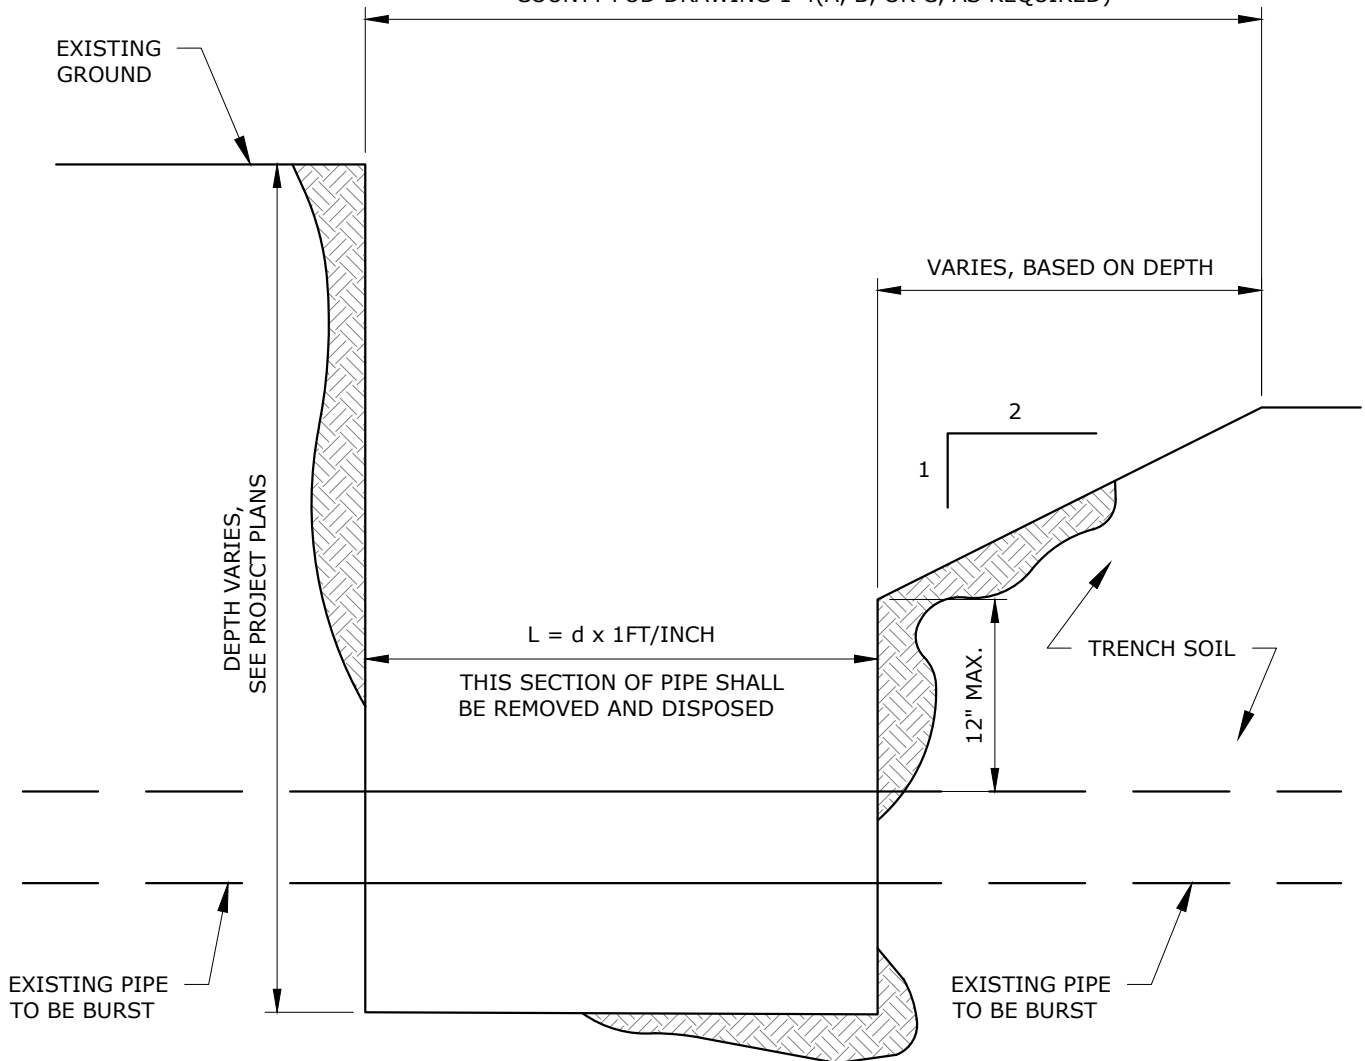 EXISTING
GROUND
VARIES, BASED ON DEPTH
2
1
DEPTH VARIES,
SEE PROJECT PLANS
L = d x 1FT/INCH
THIS SECTION OF PIPE SHALL
BE REMOVED AND DISPOSED
12" MAX.
TRENCH SOIL
EXISTING PIPE
TO BE BURST
EXISTING PIPE
TO BE BURST